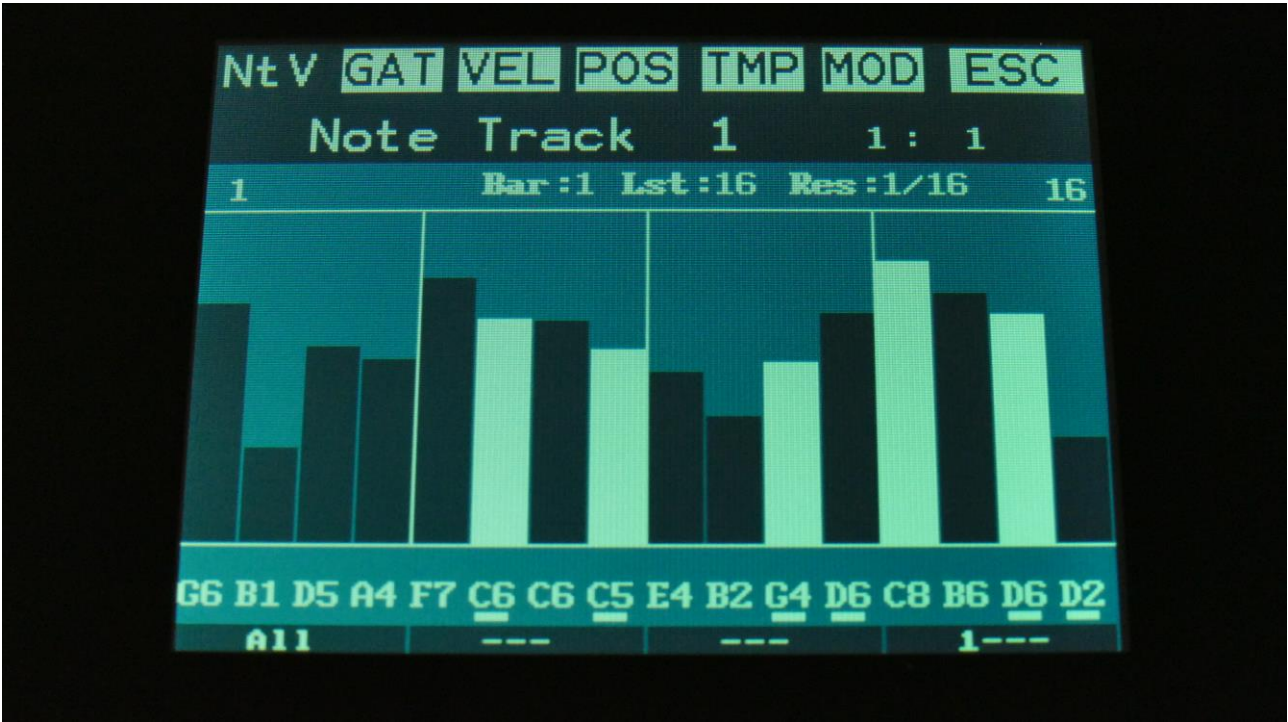 NtV GAT VEL POS TMP MOD ESC
Note Track 1 1: 1
1 Bar:1 Lst:16 Res:1/16 16
G6 B1 D5 A4 F7 C6 C6 C5 E4 B2 G4 D6 C8 B6 D6 D2
All --- --- 1---